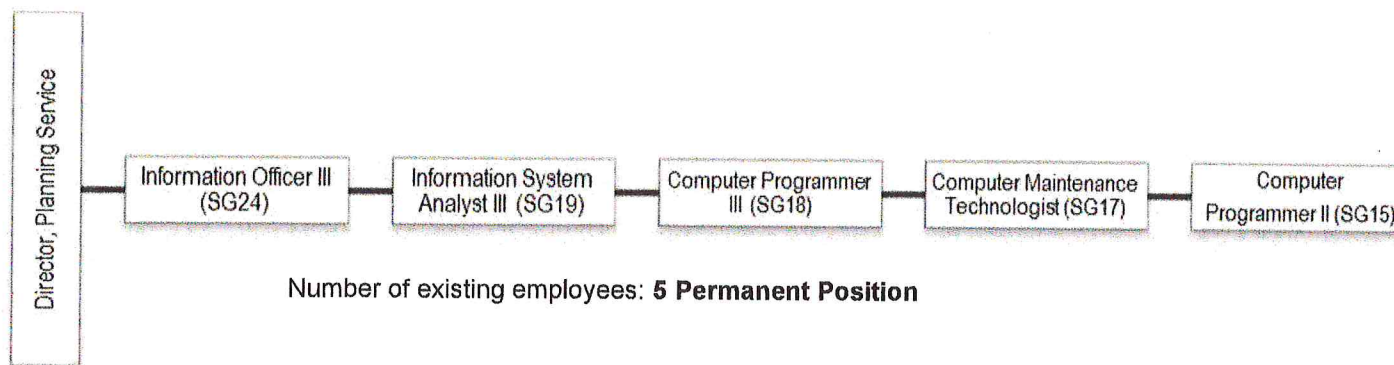 Director, Planning Service
Information Officer III
(SG24)
Information System
Analyst III (SG19)
Computer Programmer
III (SG18)
Computer Maintenance
Technologist (SG17)
Computer
Programmer II (SG15)
Number of existing employees: 5 Permanent Position